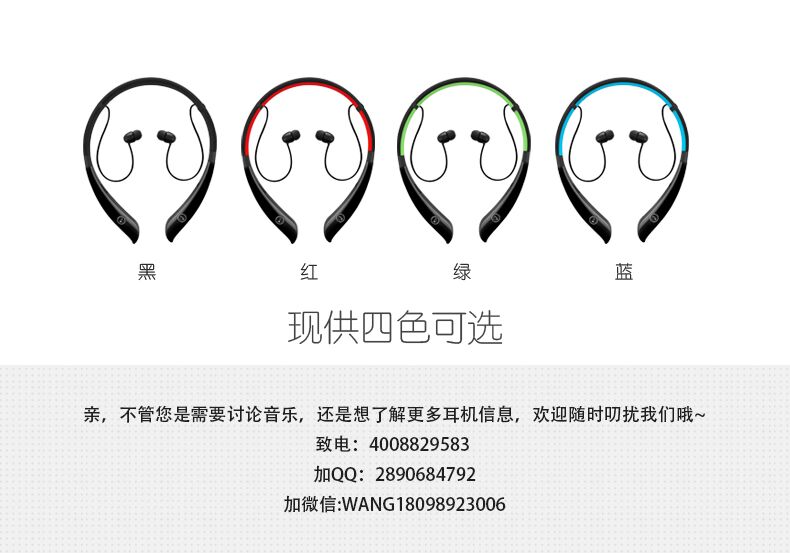 黑 红 绿 蓝
现供四色可选
亲，不管您是需要讨论音乐，还是想了解更多耳机信息，欢迎随时叨扰我们哦~
致电：4008829583
加QQ：2890684792
加微信:WANG18098923006